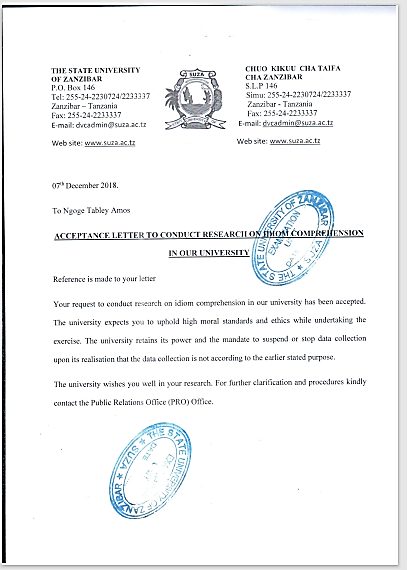 THE STATE UNIVERSITY
OF ZANZIBAR
P.O. Box 146
Tel: 255-24-2230724/2233337
Zanzibar – Tanzania
Fax: 255-24-2233337
E-mail: dvcadmin@suza.ac.tz
Web site: www.suza.ac.tz
SUZA
CHUO KIKUU CHA TAIFA
CHA ZANZIBAR
S.L.P 146
Simu: 255-24-2230724/2233337
Zanzibar - Tanzania
Fax: 255-24-2233337
E-mail: dvcadmin@suza.ac.tz
Web site: www.suza.ac.tz
07th December 2018.
To Ngoge Tabley Amos
ACCEPTANCE LETTER TO CONDUCT RESEARCH ON IDIOM COMPREHENSION
IN OUR UNIVERSITY
THE STATE UNIVERSITY OF ZANZIBAR
SUZA
EXAMINATION
Reference is made to your letter
Your request to conduct research on idiom comprehension in our university has been accepted.
The university expects you to uphold high moral standards and ethics while undertaking the
exercise. The university retains its power and the mandate to suspend or stop data collection
upon its realisation that the data collection is not according to the earlier stated purpose.
The university wishes you well in your research. For further clarification and procedures kindly
contact the Public Relations Office (PRO) Office.
THE STATE UNIVERSITY OF ZANZIBAR
SUZA